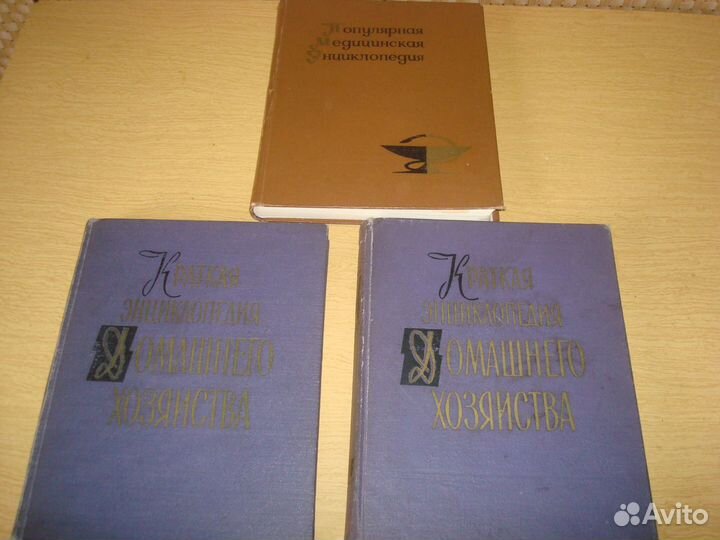 Популярная
Медицинская
Энциклопедия
Краткая
энциклопедия
Домашнего
хозяйства
Краткая
энциклопедия
Домашнего
хозяйства
Avito